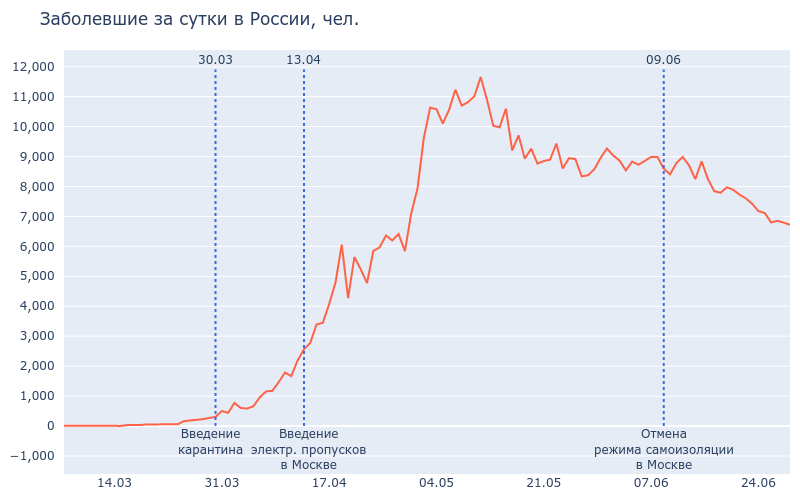 Заболевшие за сутки в России, чел.
30.03
13.04
09.06
12,000
11,000
10,000
9,000
8,000
7,000
6,000
5,000
4,000
3,000
2,000
1,000
0
−1,000
Введение
карантина
Введение
электр. пропусков
в Москве
Отмена
режима самоизоляции
в Москве
14.03
31.03
17.04
04.05
21.05
07.06
24.06